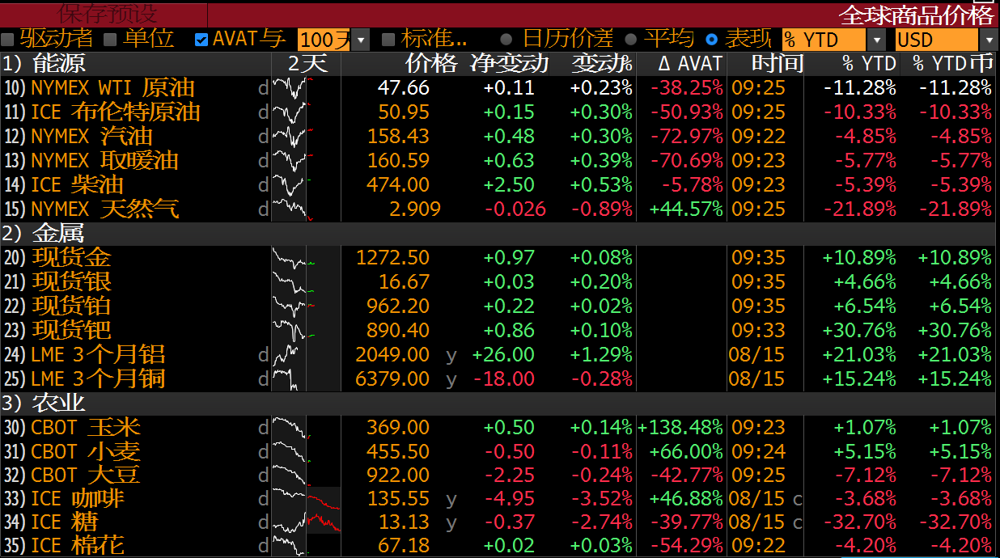 保存预设
全球商品价格
驱动者 单位 AVAT与 100天 标准.. 日历价差 平均 表现 % YTD USD
1) 能源 2天 价格 净变动 变动% Δ AVAT 时间 % YTD % YTD币
10) NYMEX WTI 原油 d 47.66 +0.11 +0.23% -38.25% 09:25 -11.28% -11.28%
11) ICE 布伦特原油 d 50.95 +0.15 +0.30% -50.93% 09:25 -10.33% -10.33%
12) NYMEX 汽油 d 158.43 +0.48 +0.30% -72.97% 09:22 -4.85% -4.85%
13) NYMEX 取暖油 d 160.59 +0.63 +0.39% -70.69% 09:23 -5.77% -5.77%
14) ICE 柴油 d 474.00 +2.50 +0.53% -5.78% 09:23 -5.39% -5.39%
15) NYMEX 天然气 d 2.909 -0.026 -0.89% +44.57% 09:25 -21.89% -21.89%
2) 金属
20) 现货金 1272.50 +0.97 +0.08% 09:35 +10.89% +10.89%
21) 现货银 16.67 +0.03 +0.20% 09:35 +4.66% +4.66%
22) 现货铂 962.20 +0.22 +0.02% 09:35 +6.54% +6.54%
23) 现货钯 890.40 +0.86 +0.10% 09:33 +30.76% +30.76%
24) LME 3个月铝 d 2049.00 y +26.00 +1.29% 08/15 +21.03% +21.03%
25) LME 3个月铜 d 6379.00 y -18.00 -0.28% 08/15 +15.24% +15.24%
3) 农业
30) CBOT 玉米 d 369.00 +0.50 +0.14% +138.48% 09:23 +1.07% +1.07%
31) CBOT 小麦 d 455.50 -0.50 -0.11% +66.00% 09:24 +5.15% +5.15%
32) CBOT 大豆 d 922.00 -2.25 -0.24% -42.77% 09:25 -7.12% -7.12%
33) ICE 咖啡 d 135.55 y -4.95 -3.52% +46.88% 08/15 c -3.68% -3.68%
34) ICE 糖 d 13.13 y -0.37 -2.74% -39.77% 08/15 c -32.70% -32.70%
35) ICE 棉花 d 67.18 +0.02 +0.03% -54.29% 09:22 -4.20% -4.20%